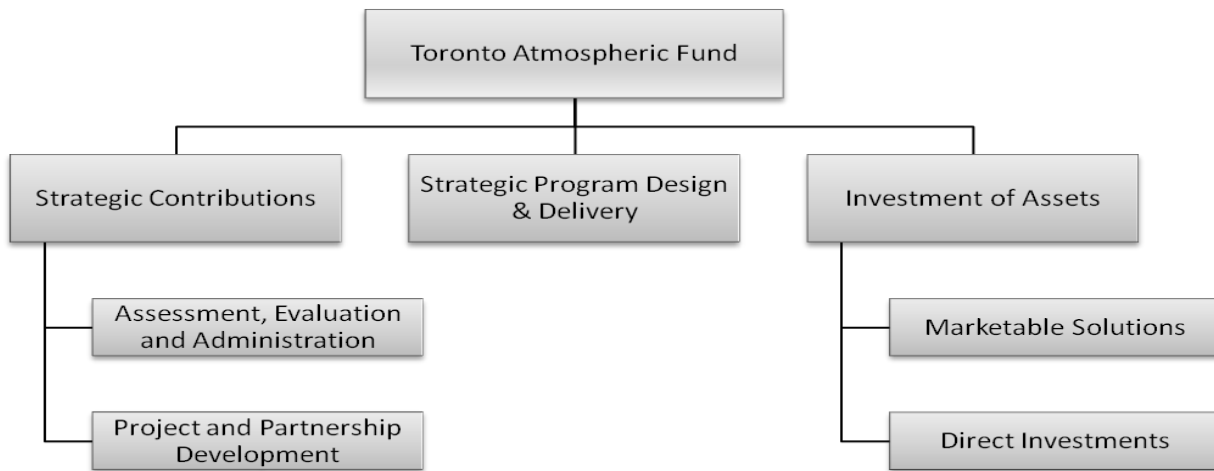 Toronto Atmospheric Fund
Strategic Contributions
Strategic Program Design
& Delivery
Investment of Assets
Assessment, Evaluation
and Administration
Marketable Solutions
Project and Partnership
Development
Direct Investments